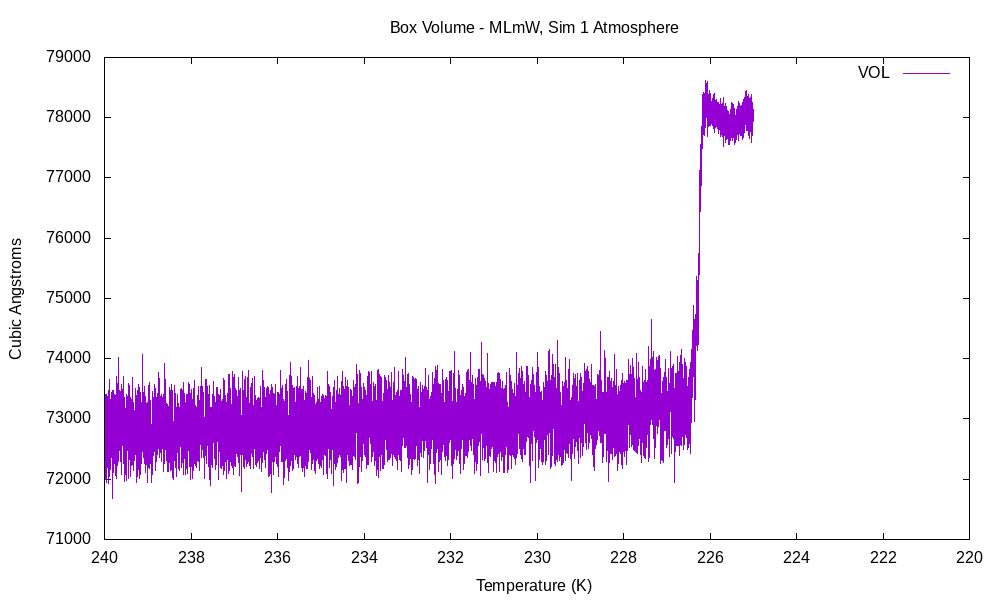 Box Volume - MLmW, Sim 1 Atmosphere
VOL
79000
78000
77000
76000
75000
74000
73000
72000
71000
Cubic Angstroms
240 238 236 234 232 230 228 226 224 222 220
Temperature (K)